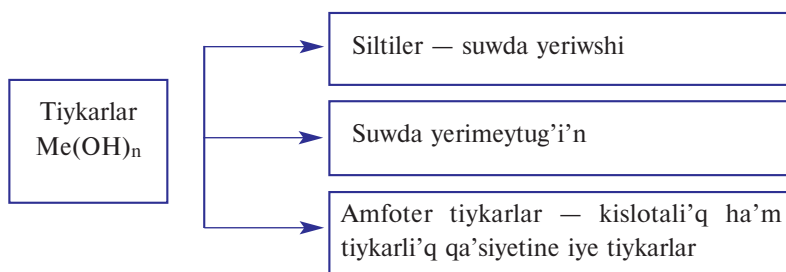 Tiykarlar
Me(OH)n
Siltiler — suwda yeriwshi
Suwda yerimeytug'i'n
Amfoter tiykarlar — kislotali'q ha'm
tiykarli'q qa'siyetine iye tiykarlar